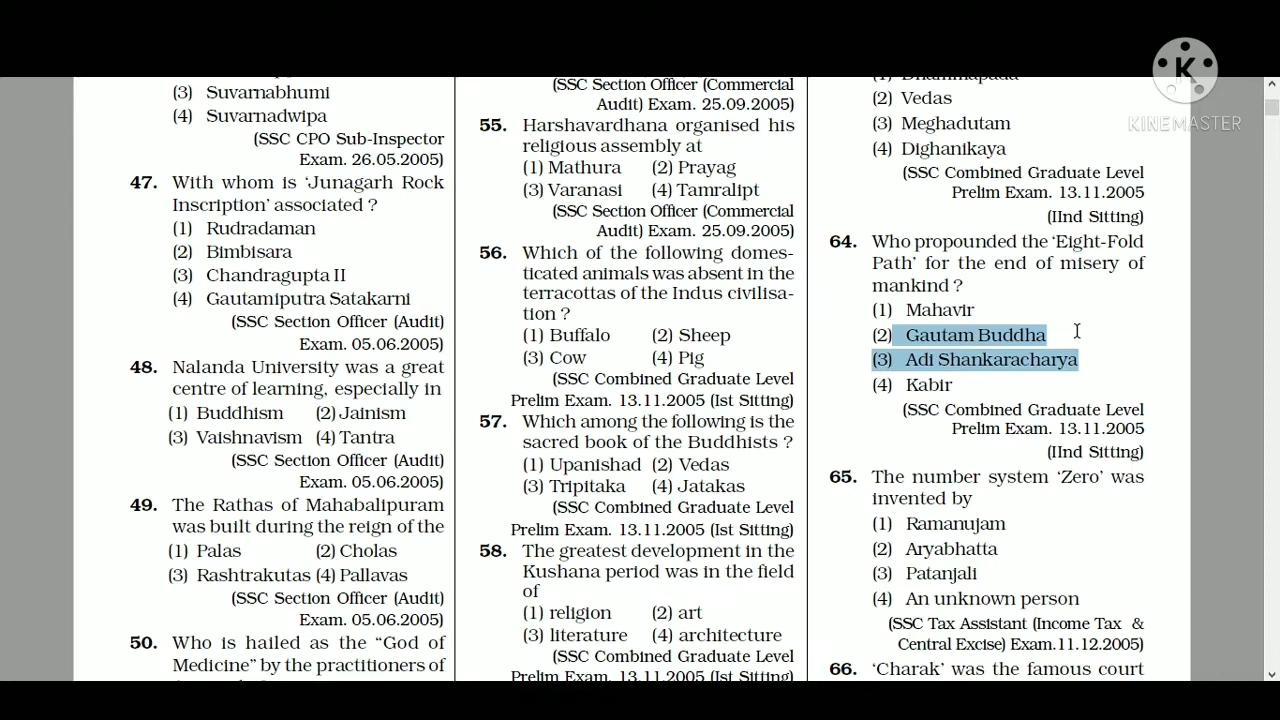 (3) Suvarnabhumi
(4) Suvarnadwipa
(SSC CPO Sub-Inspector
Exam. 26.05.2005)
47. With whom is ‘Junagarh Rock
Inscription’ associated ?
(1) Rudradaman
(2) Bimbisara
(3) Chandragupta II
(4) Gautamiputra Satakarni
(SSC Section Officer (Audit)
Exam. 05.06.2005)
48. Nalanda University was a great
centre of learning, especially in
(1) Buddhism (2) Jainism
(3) Vaishnavism (4) Tantra
(SSC Section Officer (Audit)
Exam. 05.06.2005)
49. The Rathas of Mahabalipuram
was built during the reign of the
(1) Palas (2) Cholas
(3) Rashtrakutas (4) Pallavas
(SSC Section Officer (Audit)
Exam. 05.06.2005)
50. Who is hailed as the “God of
Medicine” by the practitioners of
(SSC Section Officer (Commercial
Audit) Exam. 25.09.2005)
55. Harshavardhana organised his
religious assembly at
(1) Mathura (2) Prayag
(3) Varanasi (4) Tamralipt
(SSC Section Officer (Commercial
Audit) Exam. 25.09.2005)
56. Which of the following domes-
ticated animals was absent in the
terracottas of the Indus civilisa-
tion ?
(1) Buffalo (2) Sheep
(3) Cow (4) Pig
(SSC Combined Graduate Level
Prelim Exam. 13.11.2005 (Ist Sitting)
57. Which among the following is the
sacred book of the Buddhists ?
(1) Upanishad (2) Vedas
(3) Tripitaka (4) Jatakas
(SSC Combined Graduate Level
Prelim Exam. 13.11.2005 (Ist Sitting)
58. The greatest development in the
Kushana period was in the field
of
(1) religion (2) art
(3) literature (4) architecture
(SSC Combined Graduate Level
Prelim Exam. 13.11.2005 (Ist Sitting)
(1) Dhammapada
(2) Vedas
(3) Meghadutam
(4) Dighanikaya
(SSC Combined Graduate Level
Prelim Exam. 13.11.2005
(IInd Sitting)
64. Who propounded the ‘Eight-Fold
Path’ for the end of misery of
mankind ?
(1) Mahavir
(2) Gautam Buddha
(3) Adi Shankaracharya
(4) Kabir
(SSC Combined Graduate Level
Prelim Exam. 13.11.2005
(IInd Sitting)
65. The number system ‘Zero’ was
invented by
(1) Ramanujam
(2) Aryabhatta
(3) Patanjali
(4) An unknown person
(SSC Tax Assistant (Income Tax &
Central Excise) Exam.11.12.2005)
66. ‘Charak’ was the famous court
K
KINEMASTER